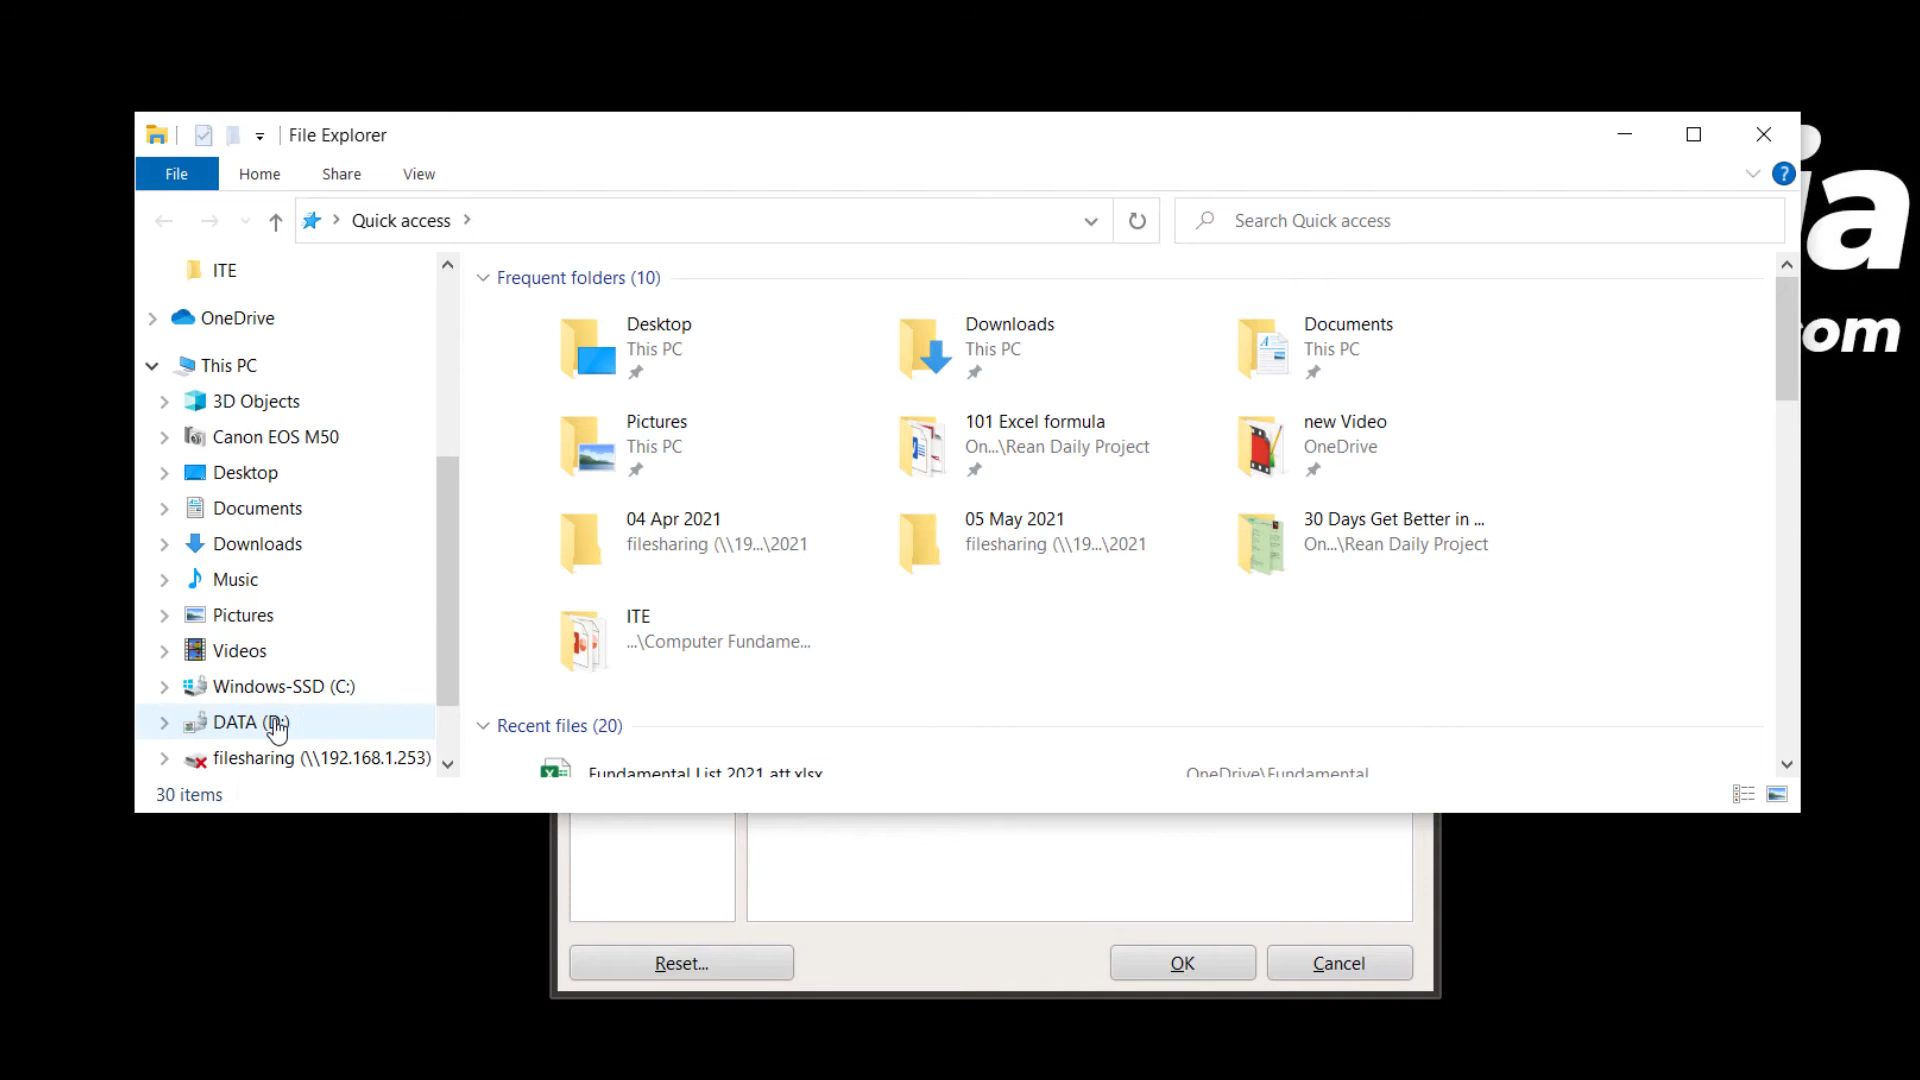 File Explorer
File Home Share View
Quick access
Search Quick access
ITE
OneDrive
This PC
3D Objects
Canon EOS M50
Desktop
Documents
Downloads
Music
Pictures
Videos
Windows-SSD (C:)
DATA (D:)
filesharing (\\192.168.1.253)
Frequent folders (10)
Desktop
This PC
Downloads
This PC
Documents
This PC
Pictures
This PC
101 Excel formula
On...\Rean Daily Project
new Video
OneDrive
04 Apr 2021
filesharing (\\19...\2021
05 May 2021
filesharing (\\19...\2021
30 Days Get Better in ...
On...\Rean Daily Project
ITE
...\Computer Fundame...
Recent files (20)
Fundamental List 2021 att.xlsx
OneDrive\Fundamental
30 items
ia
com
Reset...
OK
Cancel